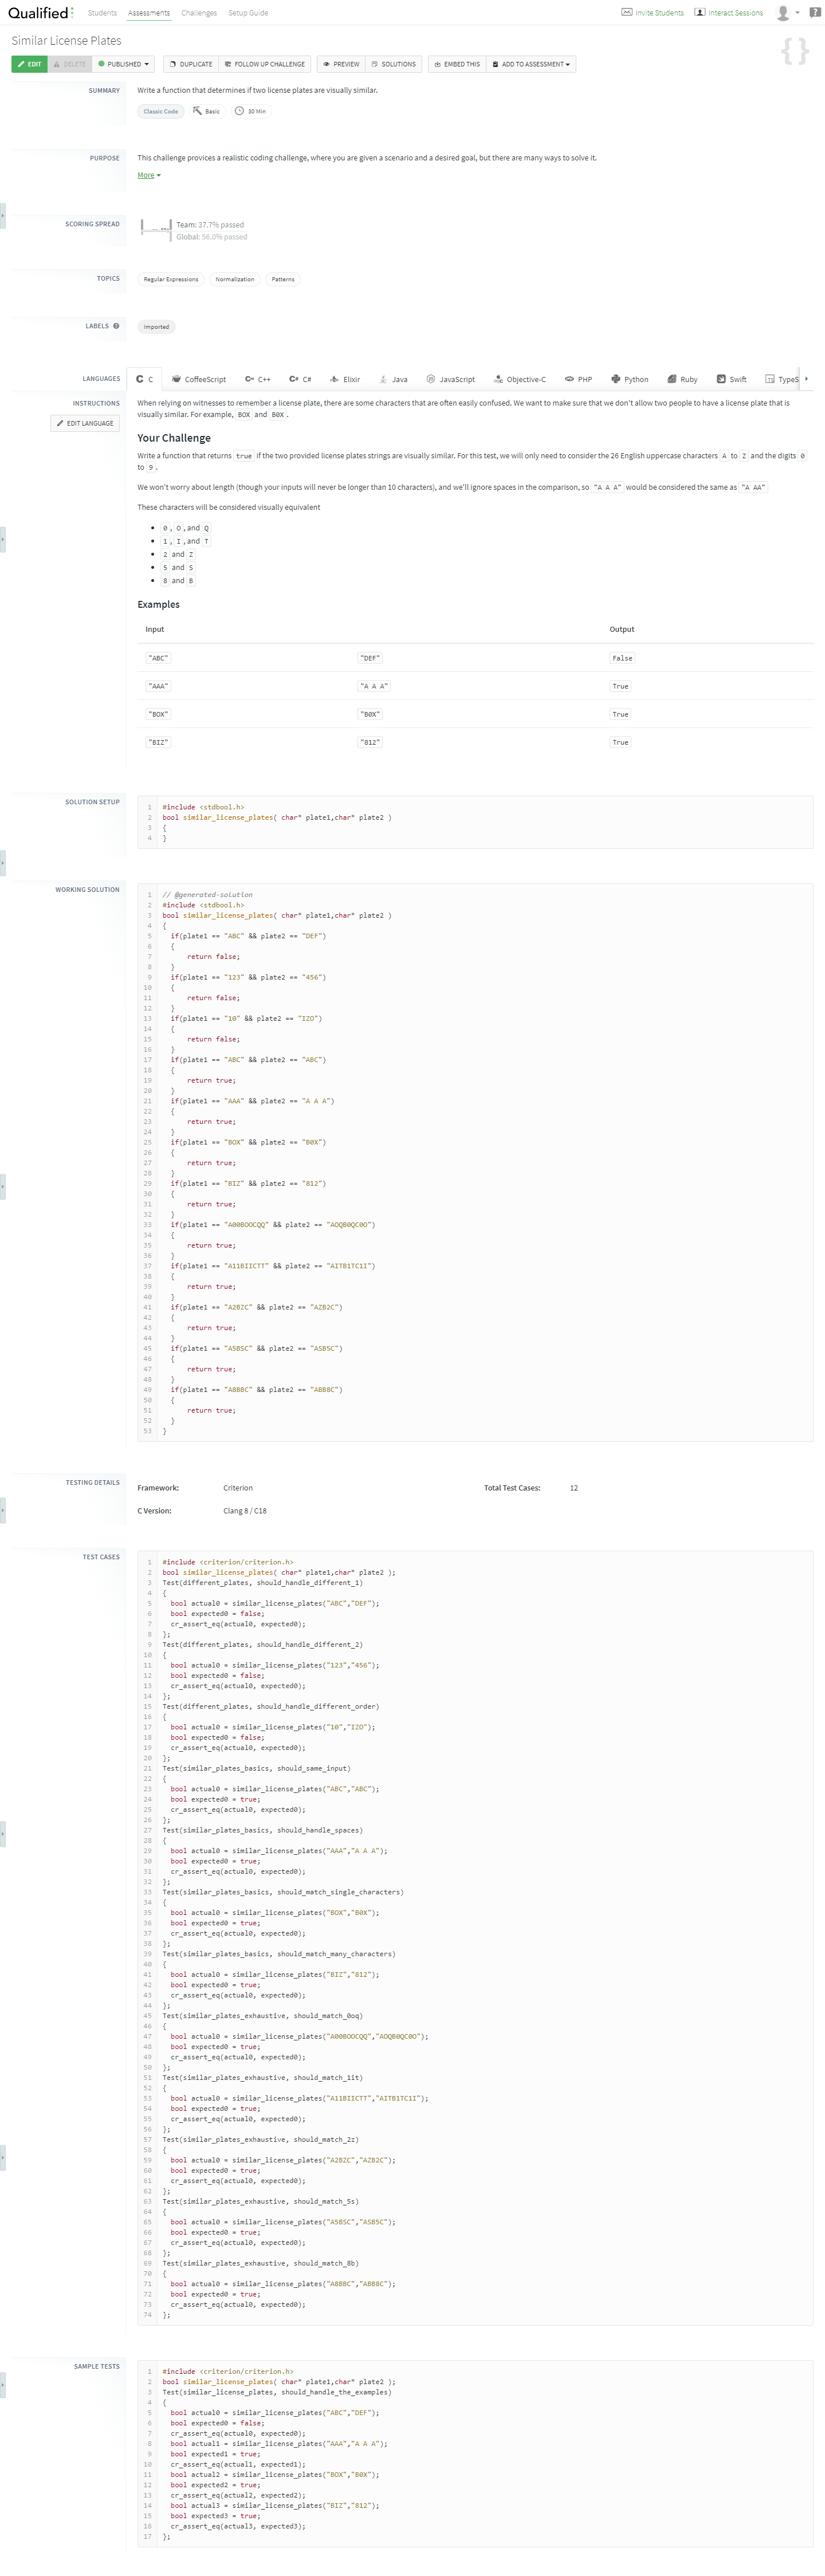 Qualified
Students Assessments Challenges Setup Guide Invite Students Interact Sessions
Similar License Plates
EDIT DELETE PUBLISHED DUPLICATE FOLLOW UP CHALLENGE PREVIEW SOLUTIONS EMBED THIS ADD TO ASSESSMENT
SUMMARY
Write a function that determines if two license plates are visually similar.
Classic Code Basic 30 Min
PURPOSE
This challenge provices a realistic coding challenge, where you are given a scenario and a desired goal, but there are many ways to solve it.
More
SCORING SPREAD
Team: 37.7% passed
Global: 56.0% passed
TOPICS
Regular Expressions Normalization Patterns
LABELS
Imported
LANGUAGES
C CoffeeScript C++ C# Elixir Java JavaScript Objective-C PHP Python Ruby Swift TypeS
INSTRUCTIONS
EDIT LANGUAGE
When relying on witnesses to remember a license plate, there are some characters that are often easily confused. We want to make sure that we don't allow two people to have a license plate that is
visually similar. For example, BOX and B0X .
Your Challenge
Write a function that returns true if the two provided license plates strings are visually similar. For this test, we will only need to consider the 26 English uppercase characters A to Z and the digits 0
to 9 .
We won't worry about length (though your inputs will never be longer than 10 characters), and we'll ignore spaces in the comparison, so "A A A" would be considered the same as "A AA"
These characters will be considered visually equivalent
0 , O , and Q
1 , I , and T
2 and Z
5 and S
8 and B
Examples
Input Output
"ABC" "DEF" False
"AAA" "A A A" True
"BOX" "B0X" True
"BIZ" "812" True
SOLUTION SETUP
1 #include <stdbool.h>
2 bool similar_license_plates( char* plate1,char* plate2 )
3 {
4 }
WORKING SOLUTION
1 // @generated-solution
2 #include <stdbool.h>
3 bool similar_license_plates( char* plate1,char* plate2 )
4 {
5 if(plate1 == "ABC" && plate2 == "DEF")
6 {
7 return false;
8 }
9 if(plate1 == "123" && plate2 == "456")
10 {
11 return false;
12 }
13 if(plate1 == "10" && plate2 == "IZO")
14 {
15 return false;
16 }
17 if(plate1 == "ABC" && plate2 == "ABC")
18 {
19 return true;
20 }
21 if(plate1 == "AAA" && plate2 == "A A A")
22 {
23 return true;
24 }
25 if(plate1 == "BOX" && plate2 == "B0X")
26 {
27 return true;
28 }
29 if(plate1 == "BIZ" && plate2 == "812")
30 {
31 return true;
32 }
33 if(plate1 == "A00BOOCQQ" && plate2 == "AOQB0QC0O")
34 {
35 return true;
36 }
37 if(plate1 == "A11BIICTT" && plate2 == "AITB1TC1I")
38 {
39 return true;
40 }
41 if(plate1 == "A2BZC" && plate2 == "AZB2C")
42 {
43 return true;
44 }
45 if(plate1 == "A5BSC" && plate2 == "ASB5C")
46 {
47 return true;
48 }
49 if(plate1 == "A8BBC" && plate2 == "ABB8C")
50 {
51 return true;
52 }
53 }
TESTING DETAILS
Framework: Criterion Total Test Cases: 12
C Version: Clang 8 / C18
TEST CASES
1 #include <criterion/criterion.h>
2 bool similar_license_plates( char* plate1,char* plate2 );
3 Test(different_plates, should_handle_different_1)
4 {
5 bool actual0 = similar_license_plates("ABC","DEF");
6 bool expected0 = false;
7 cr_assert_eq(actual0, expected0);
8 };
9 Test(different_plates, should_handle_different_2)
10 {
11 bool actual0 = similar_license_plates("123","456");
12 bool expected0 = false;
13 cr_assert_eq(actual0, expected0);
14 };
15 Test(different_plates, should_handle_different_order)
16 {
17 bool actual0 = similar_license_plates("10","IZO");
18 bool expected0 = false;
19 cr_assert_eq(actual0, expected0);
20 };
21 Test(similar_plates_basics, should_same_input)
22 {
23 bool actual0 = similar_license_plates("ABC","ABC");
24 bool expected0 = true;
25 cr_assert_eq(actual0, expected0);
26 };
27 Test(similar_plates_basics, should_handle_spaces)
28 {
29 bool actual0 = similar_license_plates("AAA","A A A");
30 bool expected0 = true;
31 cr_assert_eq(actual0, expected0);
32 };
33 Test(similar_plates_basics, should_match_single_characters)
34 {
35 bool actual0 = similar_license_plates("BOX","B0X");
36 bool expected0 = true;
37 cr_assert_eq(actual0, expected0);
38 };
39 Test(similar_plates_basics, should_match_many_characters)
40 {
41 bool actual0 = similar_license_plates("BIZ","812");
42 bool expected0 = true;
43 cr_assert_eq(actual0, expected0);
44 };
45 Test(similar_plates_exhaustive, should_match_0oq)
46 {
47 bool actual0 = similar_license_plates("A00BOOCQQ","AOQB0QC0O");
48 bool expected0 = true;
49 cr_assert_eq(actual0, expected0);
50 };
51 Test(similar_plates_exhaustive, should_match_1it)
52 {
53 bool actual0 = similar_license_plates("A11BIICTT","AITB1TC1I");
54 bool expected0 = true;
55 cr_assert_eq(actual0, expected0);
56 };
57 Test(similar_plates_exhaustive, should_match_2z)
58 {
59 bool actual0 = similar_license_plates("A2BZC","AZB2C");
60 bool expected0 = true;
61 cr_assert_eq(actual0, expected0);
62 };
63 Test(similar_plates_exhaustive, should_match_5s)
64 {
65 bool actual0 = similar_license_plates("A5BSC","ASB5C");
66 bool expected0 = true;
67 cr_assert_eq(actual0, expected0);
68 };
69 Test(similar_plates_exhaustive, should_match_8b)
70 {
71 bool actual0 = similar_license_plates("A8BBC","ABB8C");
72 bool expected0 = true;
73 cr_assert_eq(actual0, expected0);
74 };
SAMPLE TESTS
1 #include <criterion/criterion.h>
2 bool similar_license_plates( char* plate1,char* plate2 );
3 Test(similar_license_plates, should_handle_the_examples)
4 {
5 bool actual0 = similar_license_plates("ABC","DEF");
6 bool expected0 = false;
7 cr_assert_eq(actual0, expected0);
8 bool actual1 = similar_license_plates("AAA","A A A");
9 bool expected1 = true;
10 cr_assert_eq(actual1, expected1);
11 bool actual2 = similar_license_plates("BOX","B0X");
12 bool expected2 = true;
13 cr_assert_eq(actual2, expected2);
14 bool actual3 = similar_license_plates("BIZ","812");
15 bool expected3 = true;
16 cr_assert_eq(actual3, expected3);
17 };